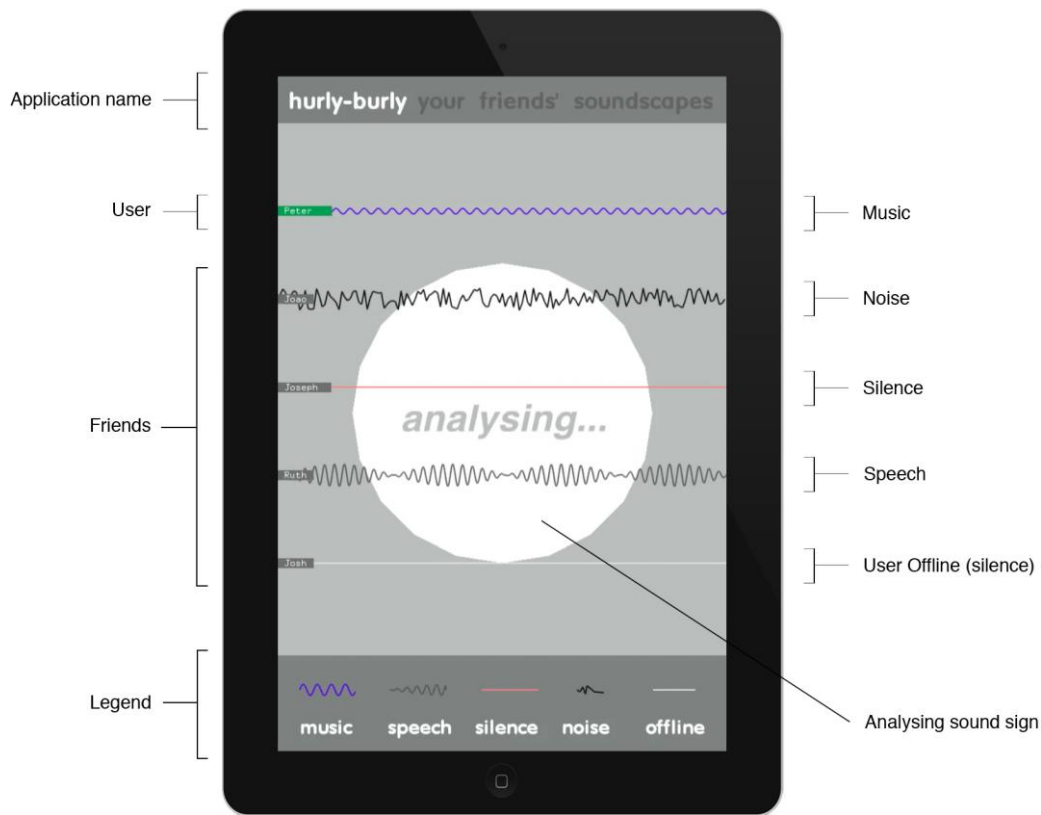 Application name
hurly-burly your friends' soundscapes
User
Peter
Music
Joao
Noise
Joseph
Silence
Friends
analysing...
Ruth
Speech
Josh
User Offline (silence)
Legend
music speech silence noise offline
Analysing sound sign